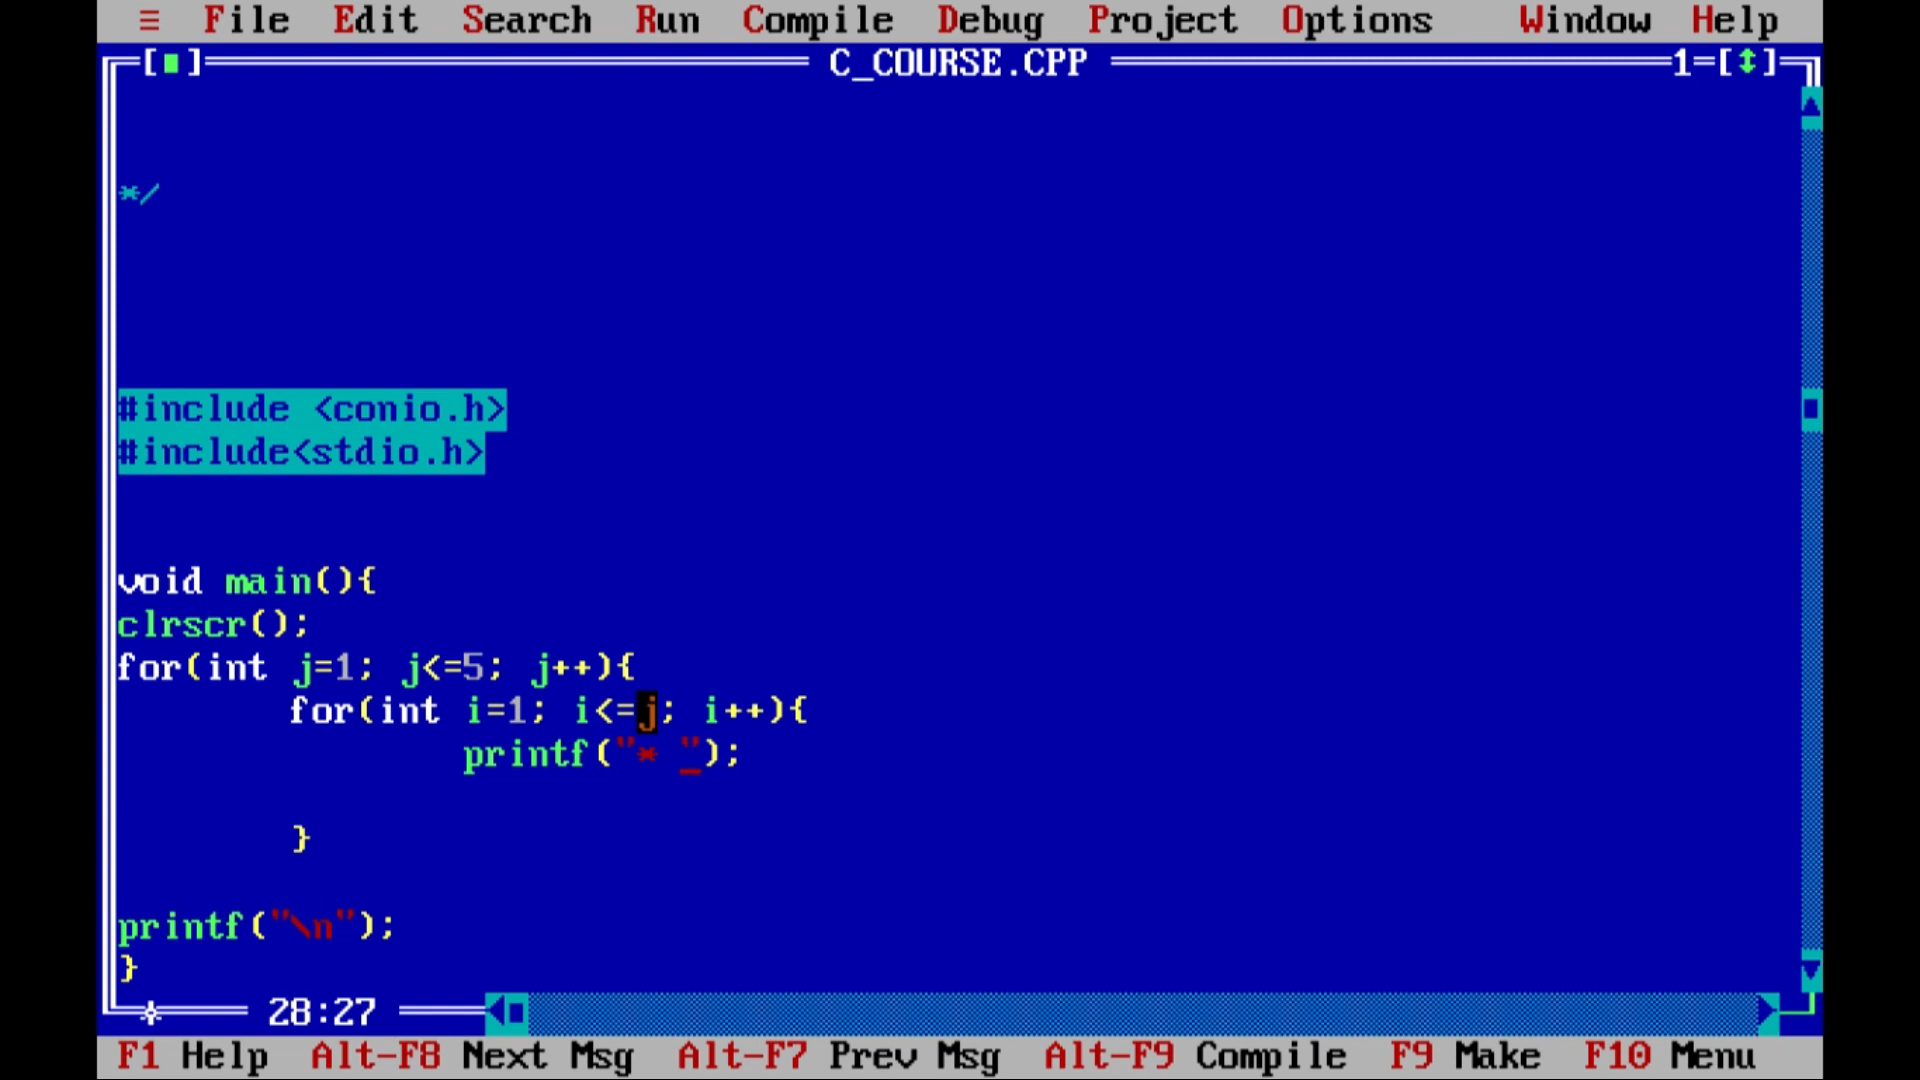 ≡ File Edit Search Run Compile Debug Project Options Window Help
[■] C_COURSE.CPP 1=[↕]
*/
#include <conio.h>
#include<stdio.h>
void main(){
clrscr();
for(int j=1; j<=5; j++){
for(int i=1; i<=j; i++){
printf("* _");
}
printf("\n");
}
28:27
F1 Help Alt-F8 Next Msg Alt-F7 Prev Msg Alt-F9 Compile F9 Make F10 Menu